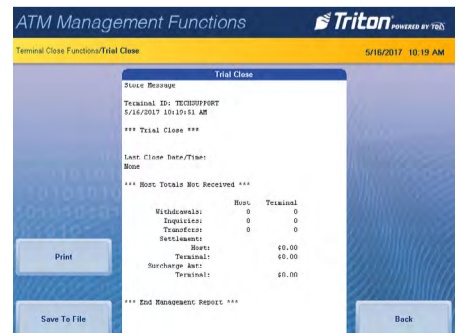 ATM Management Functions
Triton POWERED BY
Terminal Close Functions/Trial Close
5/16/2017 10:19 AM
Trial Close
Store Message
Terminal ID: TECHSUPPORT
5/16/2017 10:19:51 AM
*** Trial Close ***
Last Close Date/Time:
None
*** Host Totals Not Received ***
Host Terminal
Withdrawals: 0 0
Inquiries: 0 0
Transfers: 0 0
Settlement:
Host: $0.00
Terminal: $0.00
Surcharge Amt:
Terminal: $0.00
*** End Management Report ***
Print
Save To File
Back